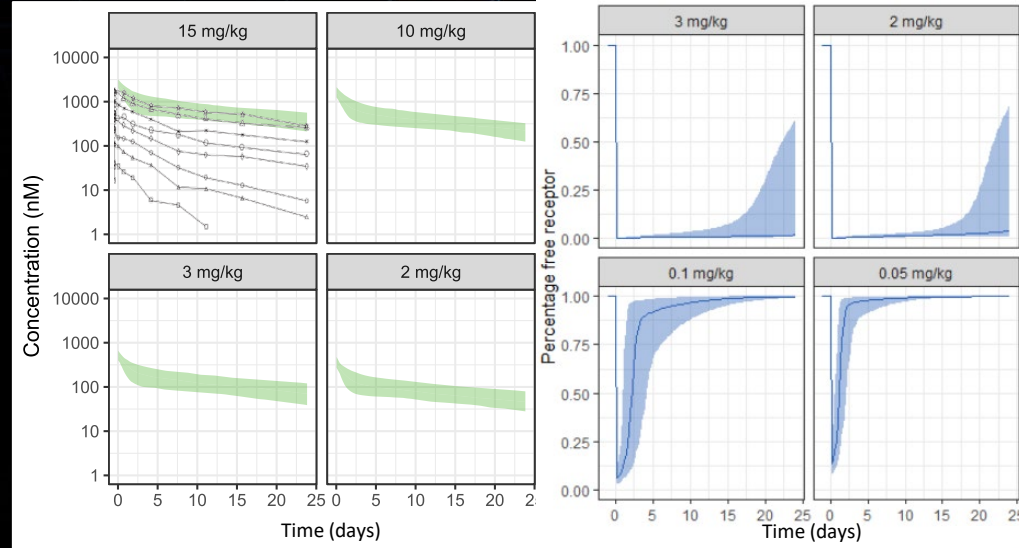 15 mg/kg
10 mg/kg
10000
1000
100
10
1
3 mg/kg
2 mg/kg
10000
1000
100
10
1
0 5 10 15 20 25
0 5 10 15 20 2
Concentration (nM)
Time (days)
3 mg/kg
2 mg/kg
1.00
0.75
0.50
0.25
0.00
0.1 mg/kg
0.05 mg/kg
1.00
0.75
0.50
0.25
0.00
0 5 10 15 20 25
0 5 10 15 20 25
Percentage free receptor
Time (days)